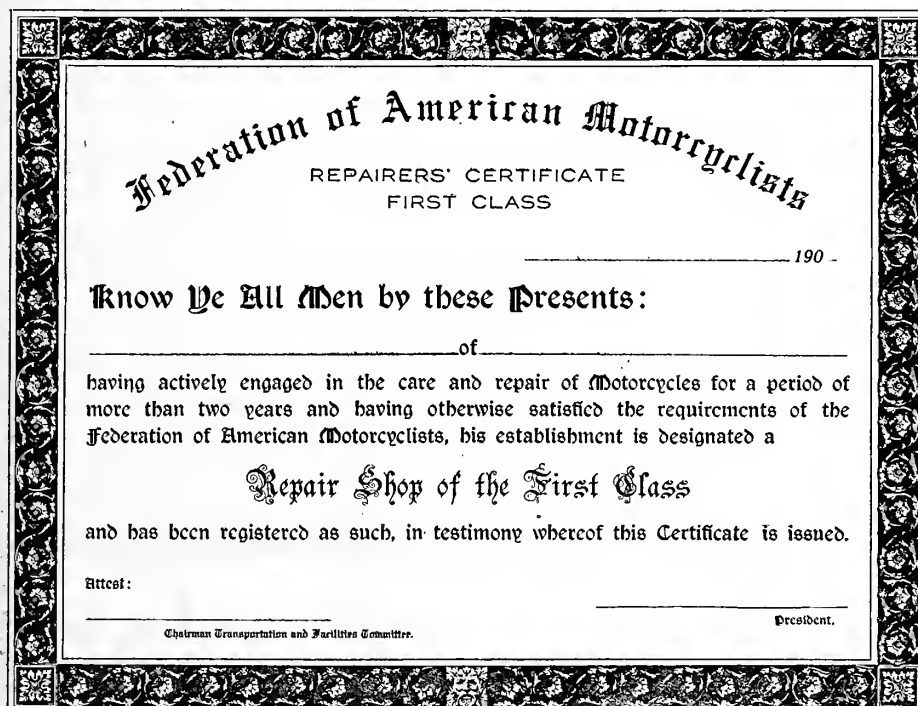 Federation of American Motorcyclists
REPAIRERS' CERTIFICATE
FIRST CLASS
190
Know Ye All Men by these Presents:
of
having actively engaged in the care and repair of Motorcycles for a period of
more than two years and having otherwise satisfied the requirements of the
Federation of American Motorcyclists, his establishment is designated a
Repair Shop of the First Class
and has been registered as such, in testimony whereof this Certificate is issued.
Attest:
President.
Chairman Transportation and Facilities Committee.